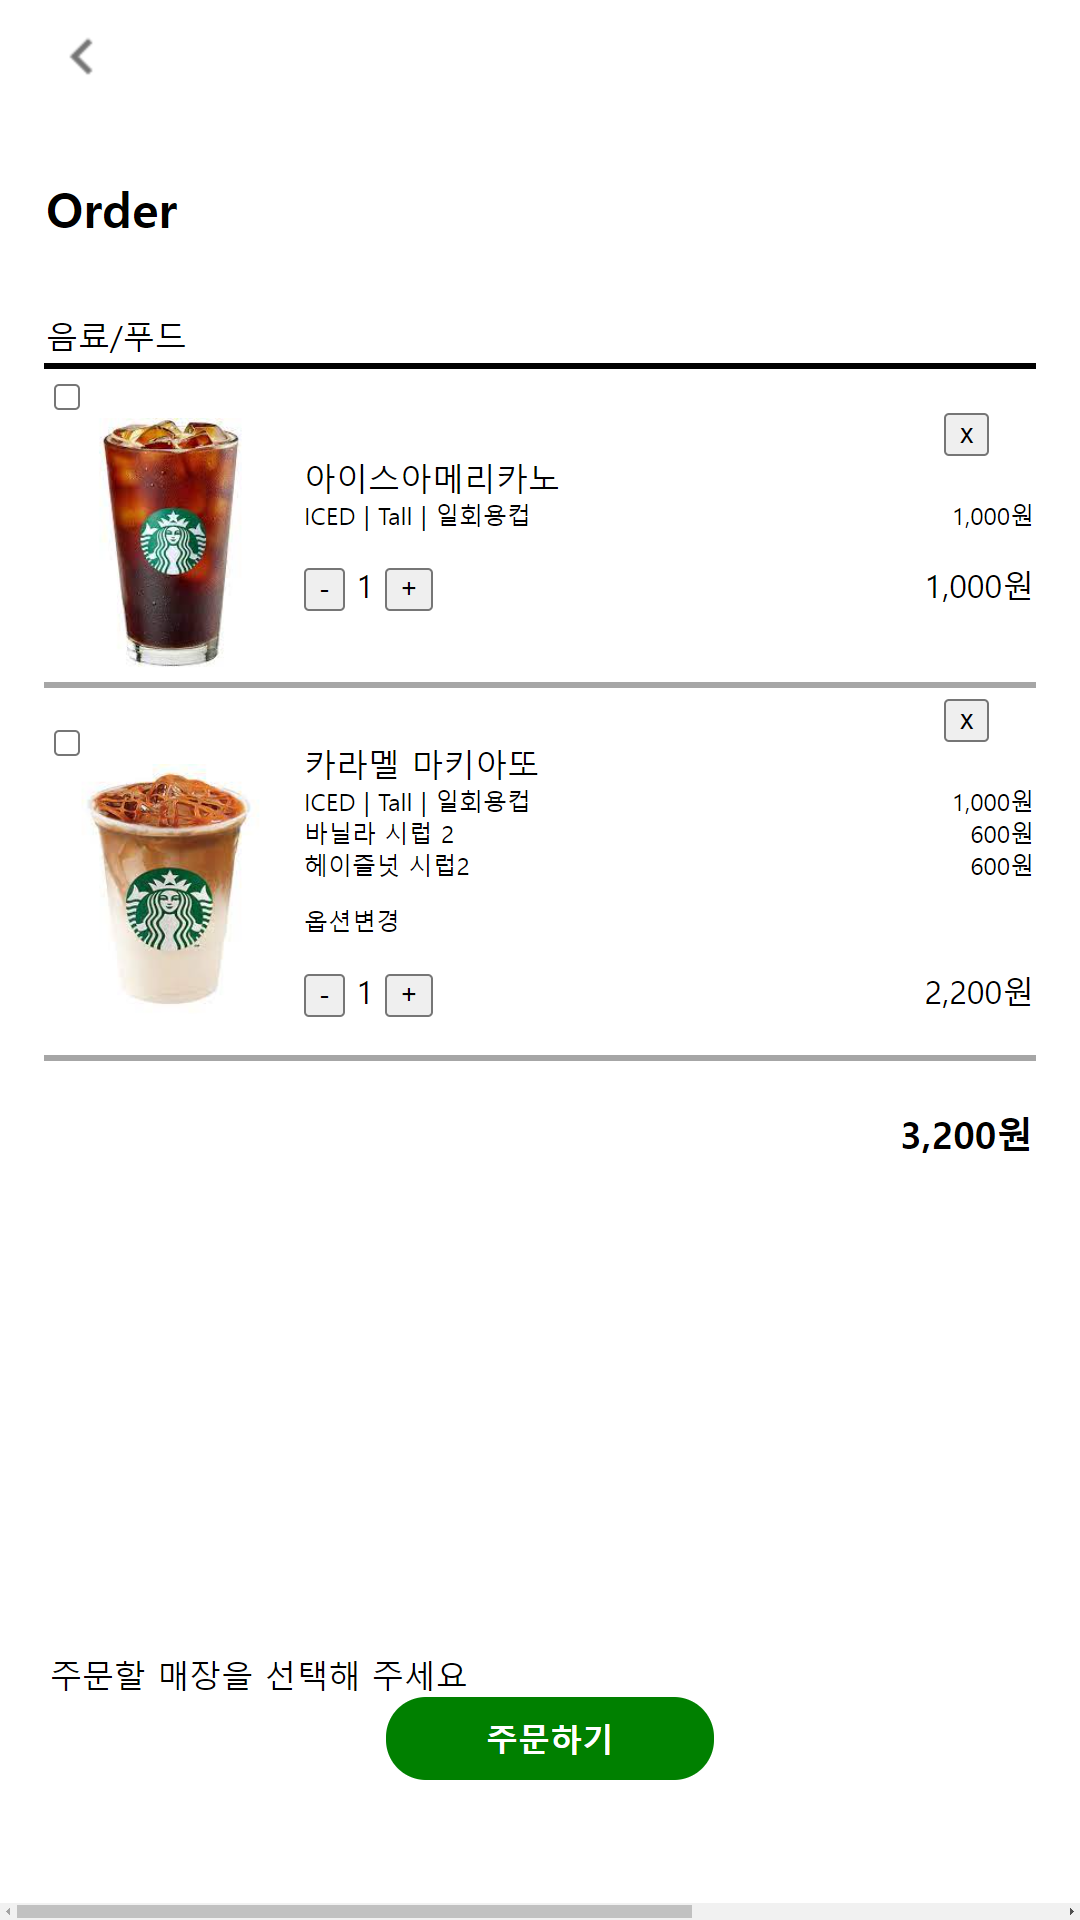 Order
음료/푸드
x
아이스아메리카노
ICED | Tall | 일회용컵 1,000원
- 1 + 1,000원
x
카라멜 마키아또
ICED | Tall | 일회용컵 1,000원
바닐라 시럽 2 600원
헤이즐넛 시럽2 600원
옵션변경
- 1 + 2,200원
3,200원
주문할 매장을 선택해 주세요
주문하기